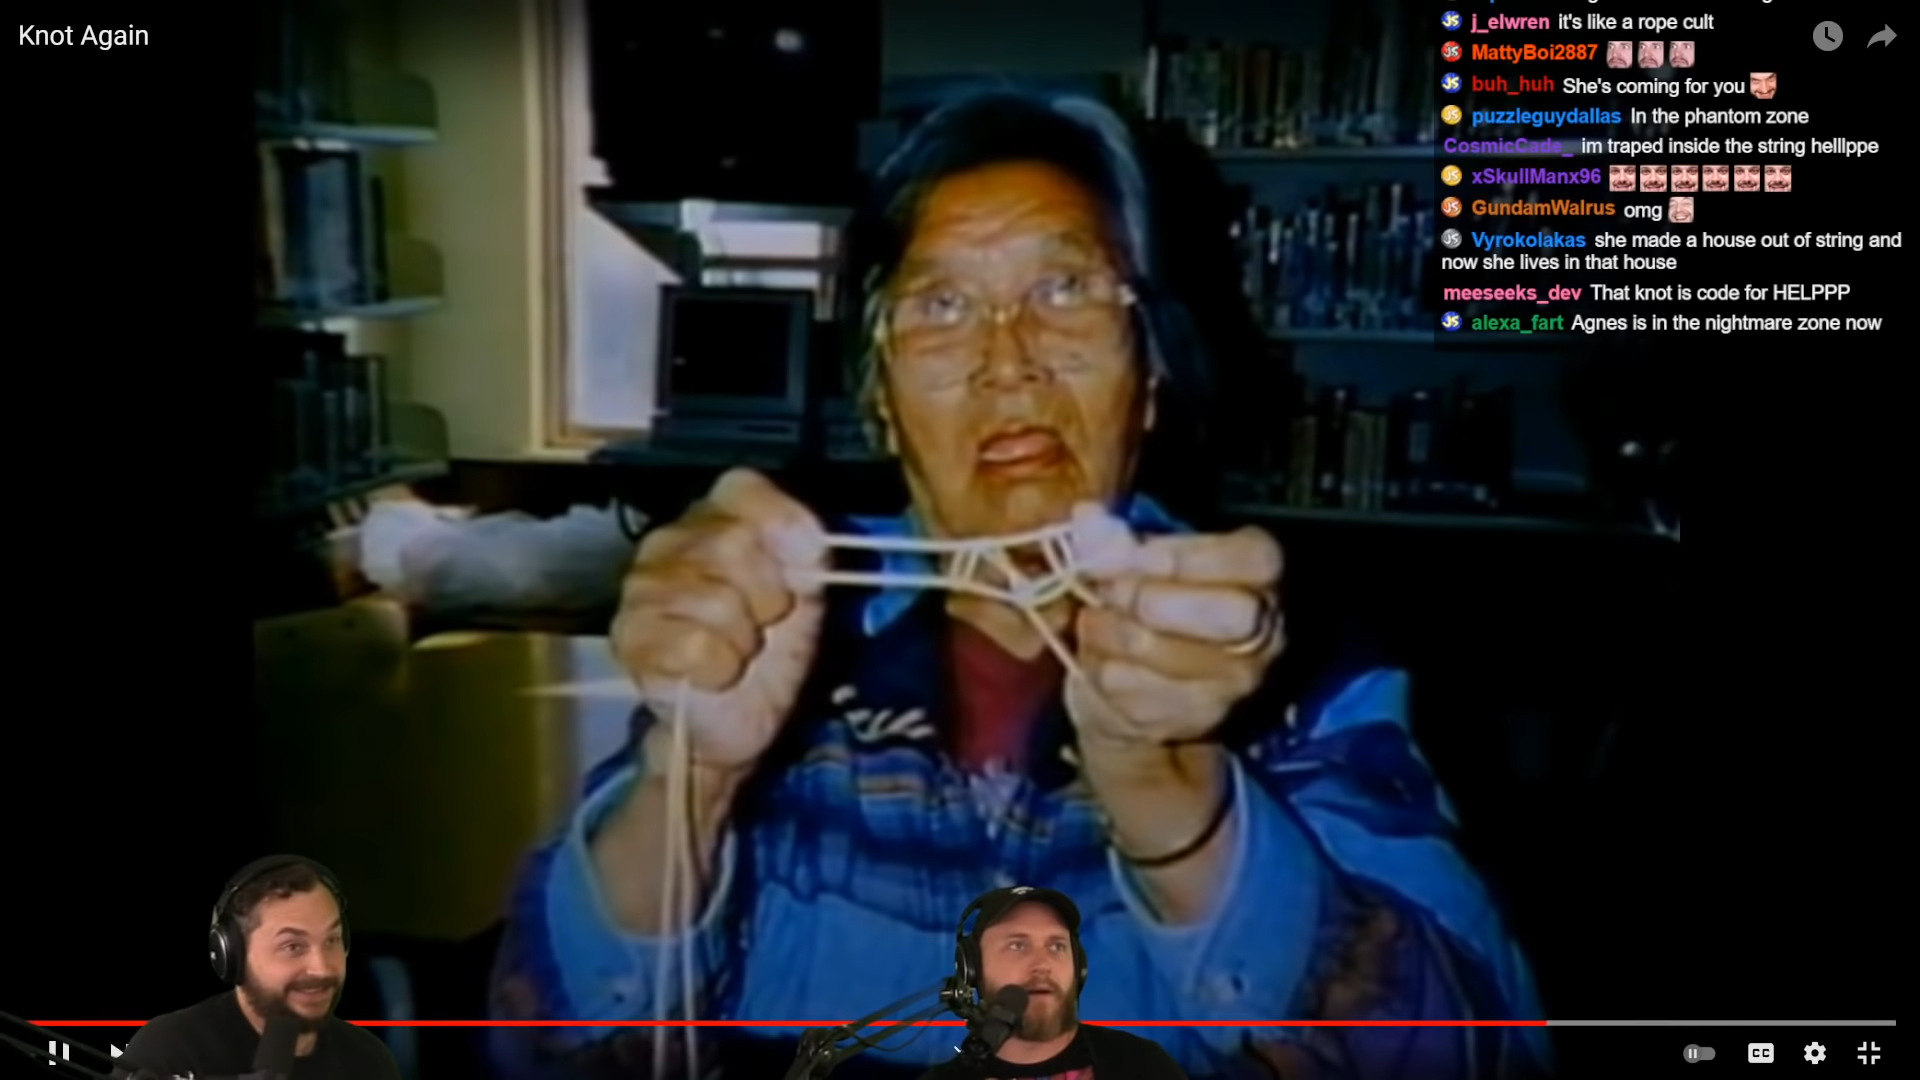 Knot Again
j_elwren it's like a rope cult
MattyBoi2887
buh_huh She's coming for you
puzzleguydallas In the phantom zone
CosmicCade_ im traped inside the string helllppe
xSkullManx96
GundamWalrus omg
Vyrokolakas she made a house out of string and
now she lives in that house
meeseeks_dev That knot is code for HELPPP
alexa_fart Agnes is in the nightmare zone now
CC